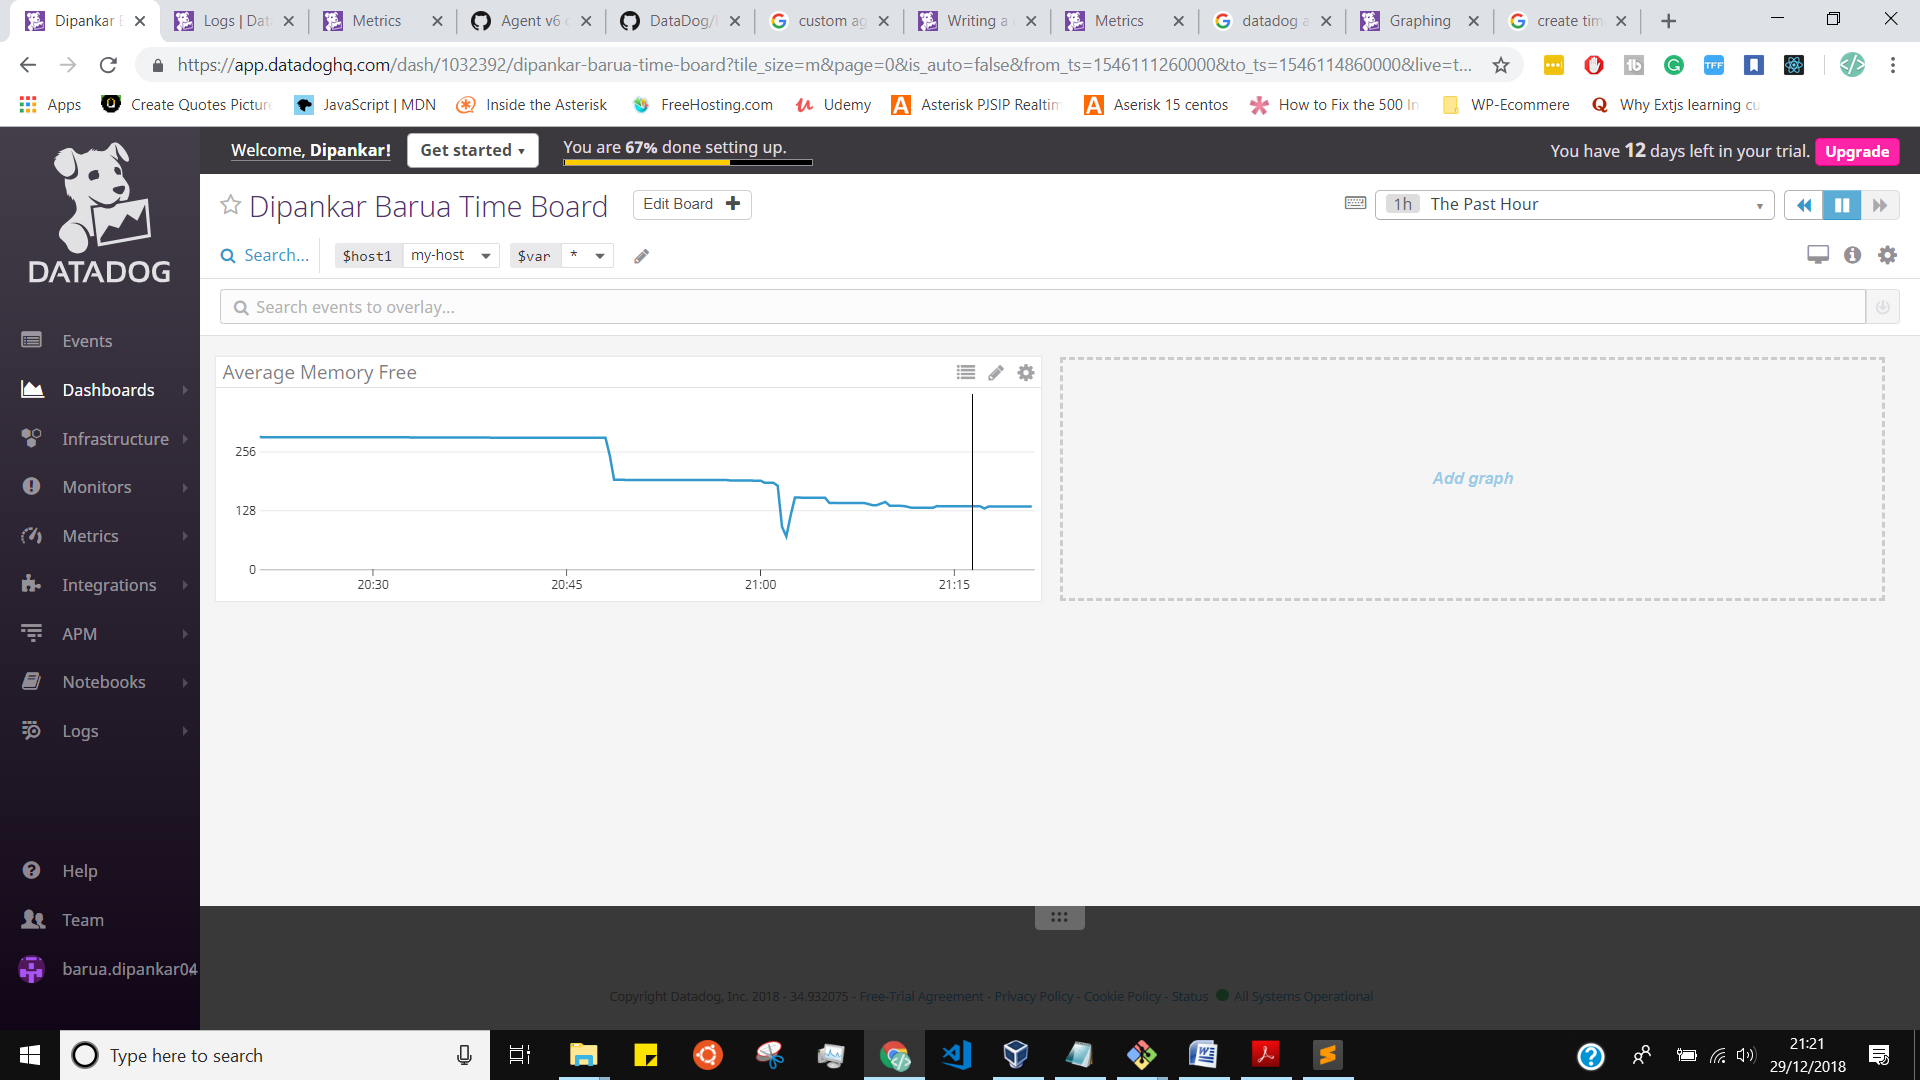 Dipankar B
Logs | Dat
Metrics
Agent v6 c
DataDog/
custom ag
Writing a c
Metrics
datadog a
Graphing
create tim
https://app.datadoghq.com/dash/1032392/dipankar-barua-time-board?tile_size=m&page=0&is_auto=false&from_ts=1546111260000&to_ts=1546114860000&live=t...
TFF
Apps
Create Quotes Picture
JavaScript | MDN
Inside the Asterisk
FreeHosting.com
Udemy
Asterisk PJSIP Realtim
Aserisk 15 centos
How to Fix the 500 In
WP-Ecommere
Why Extjs learning cu
DATADOG
Welcome, Dipankar!
Get started
You are 67% done setting up.
You have 12 days left in your trial.
Upgrade
Dipankar Barua Time Board
Edit Board
1h The Past Hour
Search...
$host1 my-host
$var *
Search events to overlay...
Events
Dashboards
Infrastructure
Monitors
Metrics
Integrations
APM
Notebooks
Logs
Help
Team
barua.dipankar04
Average Memory Free
256
128
0
20:30
20:45
21:00
21:15
Add graph
Copyright Datadog, Inc. 2018 - 34.932075 - Free-Trial Agreement - Privacy Policy - Cookie Policy - Status All Systems Operational
Type here to search
21:21
29/12/2018